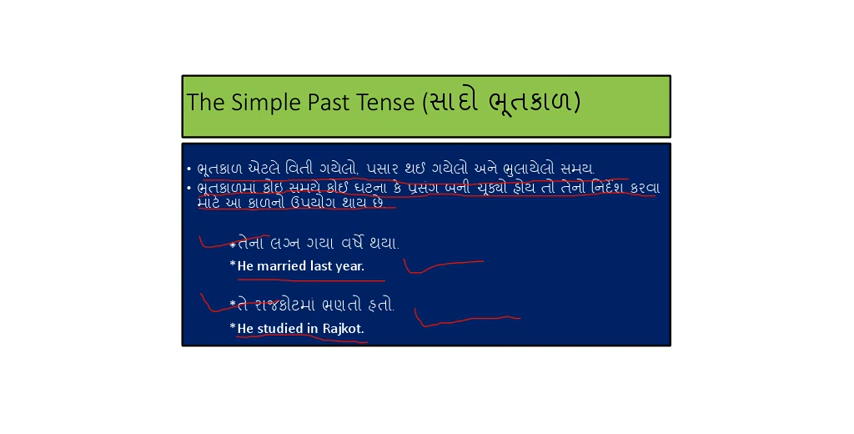 The Simple Past Tense (સાદો ભૂતકાળ)
• ભૂતકાળ એટલે વિતી ગયેલો, પસાર થઈ ગયેલો અને ભુલાયેલો સમય.
• ભૂતકાળમાં કોઇ સમયે કોઈ ઘટના કે પ્રસંગ બની ચૂક્યો હોય તો તેનો નિર્દેશ કરવા
માટે આ કાળનો ઉપયોગ થાય છે
*તેના લગ્ન ગયા વર્ષે થયા.
*He married last year.
*તે રાજકોટમાં ભણતો હતો.
*He studied in Rajkot.